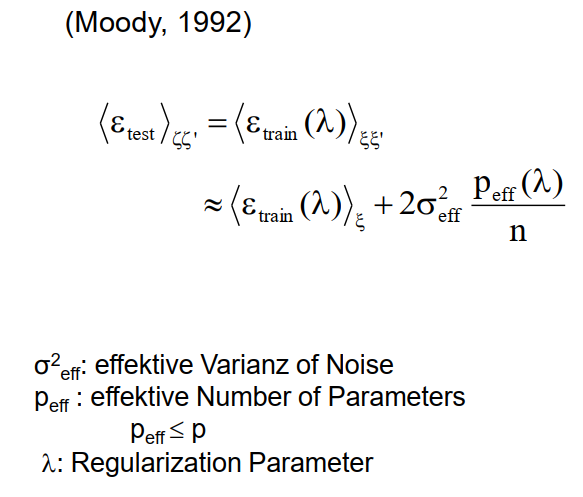 (Moody, 1992)
⟨ε_test⟩_ζζ' = ⟨ε_train(λ)⟩_ξξ'
≈ ⟨ε_train(λ)⟩_ξ + 2σ²_eff p_eff(λ)/n
σ²_eff: effektive Varianz of Noise
p_eff : effektive Number of Parameters
p_eff ≤ p
λ: Regularization Parameter